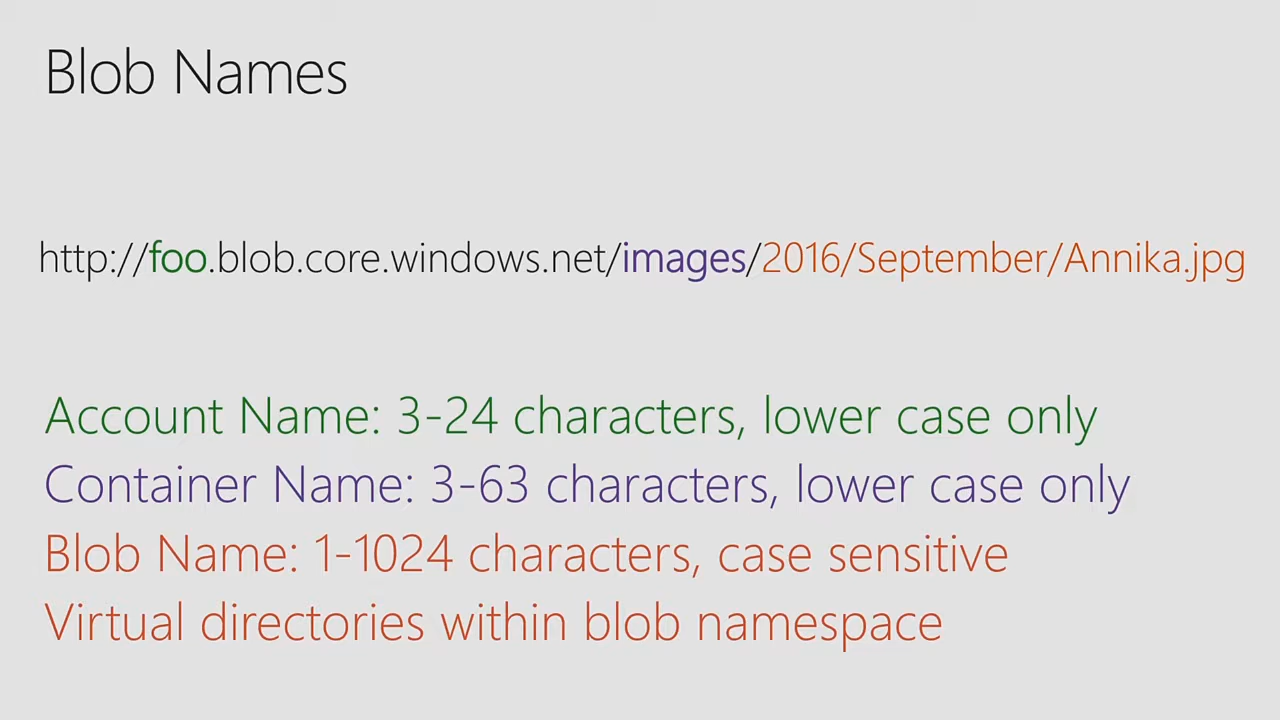 Blob Names
http://foo.blob.core.windows.net/images/2016/September/Annika.jpg
Account Name: 3-24 characters, lower case only
Container Name: 3-63 characters, lower case only
Blob Name: 1-1024 characters, case sensitive
Virtual directories within blob namespace